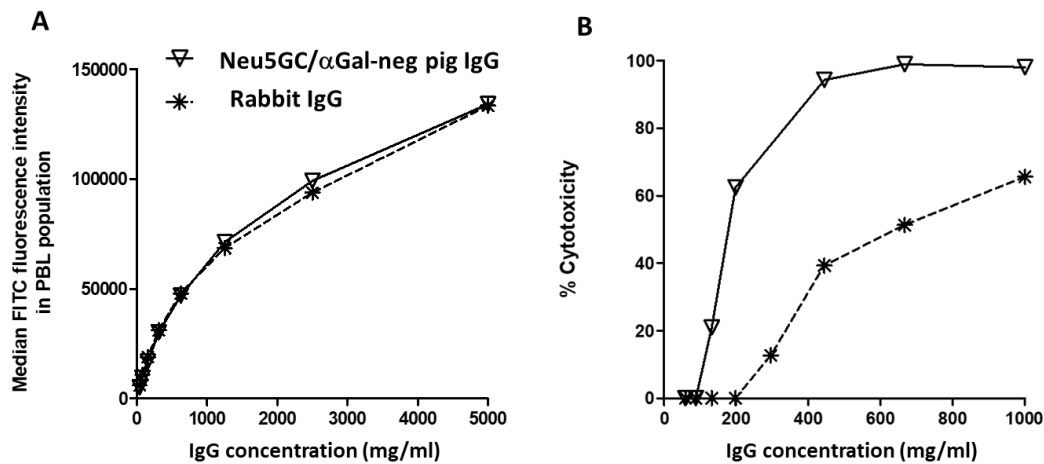 A
Neu5GC/αGal-neg pig IgG
Rabbit IgG
Median FITC fluorescence intensity
in PBL population
150000
100000
50000
0
0 1000 2000 3000 4000 5000
IgG concentration (mg/ml)
B
% Cytotoxicity
100
80
60
40
20
0
0 200 400 600 800 1000
IgG concentration (mg/ml)